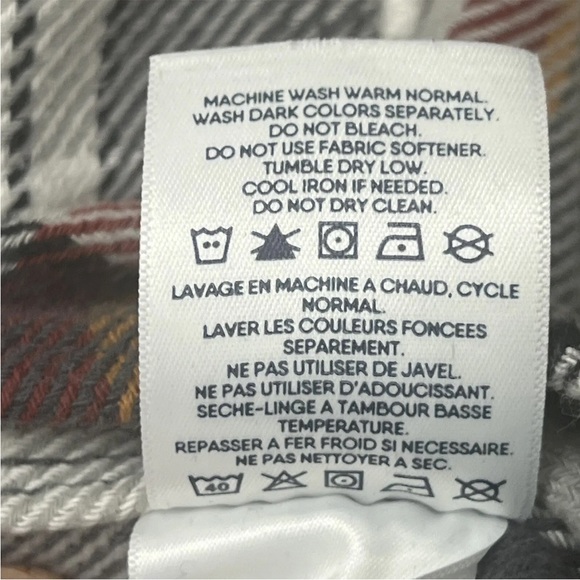 MACHINE WASH WARM NORMAL.
WASH DARK COLORS SEPARATELY.
DO NOT BLEACH.
DO NOT USE FABRIC SOFTENER.
TUMBLE DRY LOW.
COOL IRON IF NEEDED.
DO NOT DRY CLEAN.
LAVAGE EN MACHINE A CHAUD, CYCLE
NORMAL.
LAVER LES COULEURS FONCEES
SEPAREMENT.
NE PAS UTILISER DE JAVEL.
NE PAS UTILISER D'ADOUCISSANT.
SECHE-LINGE A TAMBOUR BASSE
TEMPERATURE.
REPASSER A FER FROID SI NECESSAIRE.
NE PAS NETTOYER A SEC.
40